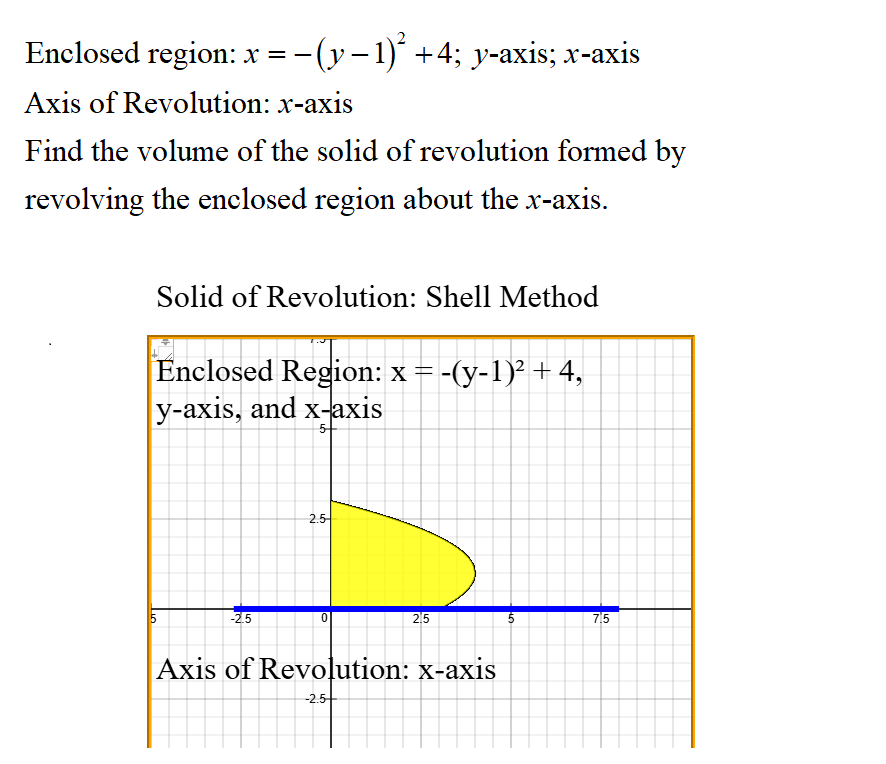 Enclosed region: x = −(y − 1)² + 4; y-axis; x-axis
Axis of Revolution: x-axis
Find the volume of the solid of revolution formed by
revolving the enclosed region about the x-axis.
Solid of Revolution: Shell Method
Enclosed Region: x = -(y-1)² + 4,
y-axis, and x-axis
5
2.5
5 -2.5 0 2.5 5 7.5
Axis of Revolution: x-axis
-2.5